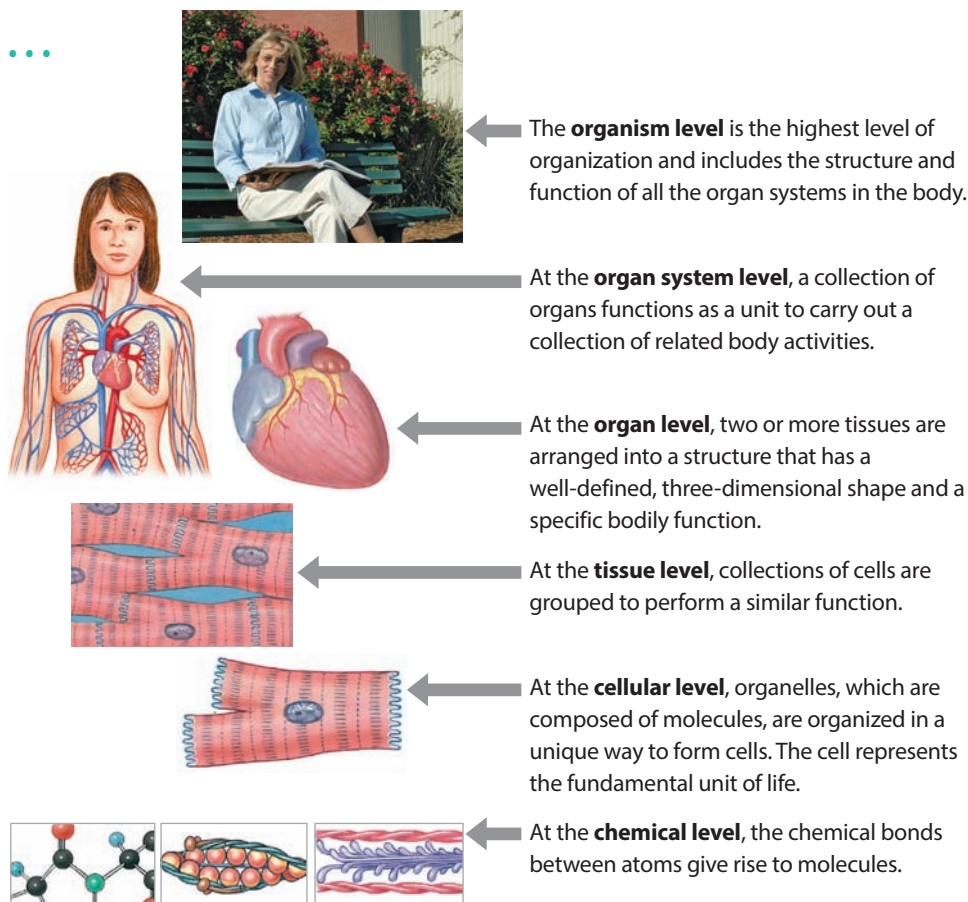 The organism level is the highest level of
organization and includes the structure and
function of all the organ systems in the body.
At the organ system level, a collection of
organs functions as a unit to carry out a
collection of related body activities.
At the organ level, two or more tissues are
arranged into a structure that has a
well-defined, three-dimensional shape and a
specific bodily function.
At the tissue level, collections of cells are
grouped to perform a similar function.
At the cellular level, organelles, which are
composed of molecules, are organized in a
unique way to form cells. The cell represents
the fundamental unit of life.
At the chemical level, the chemical bonds
between atoms give rise to molecules.